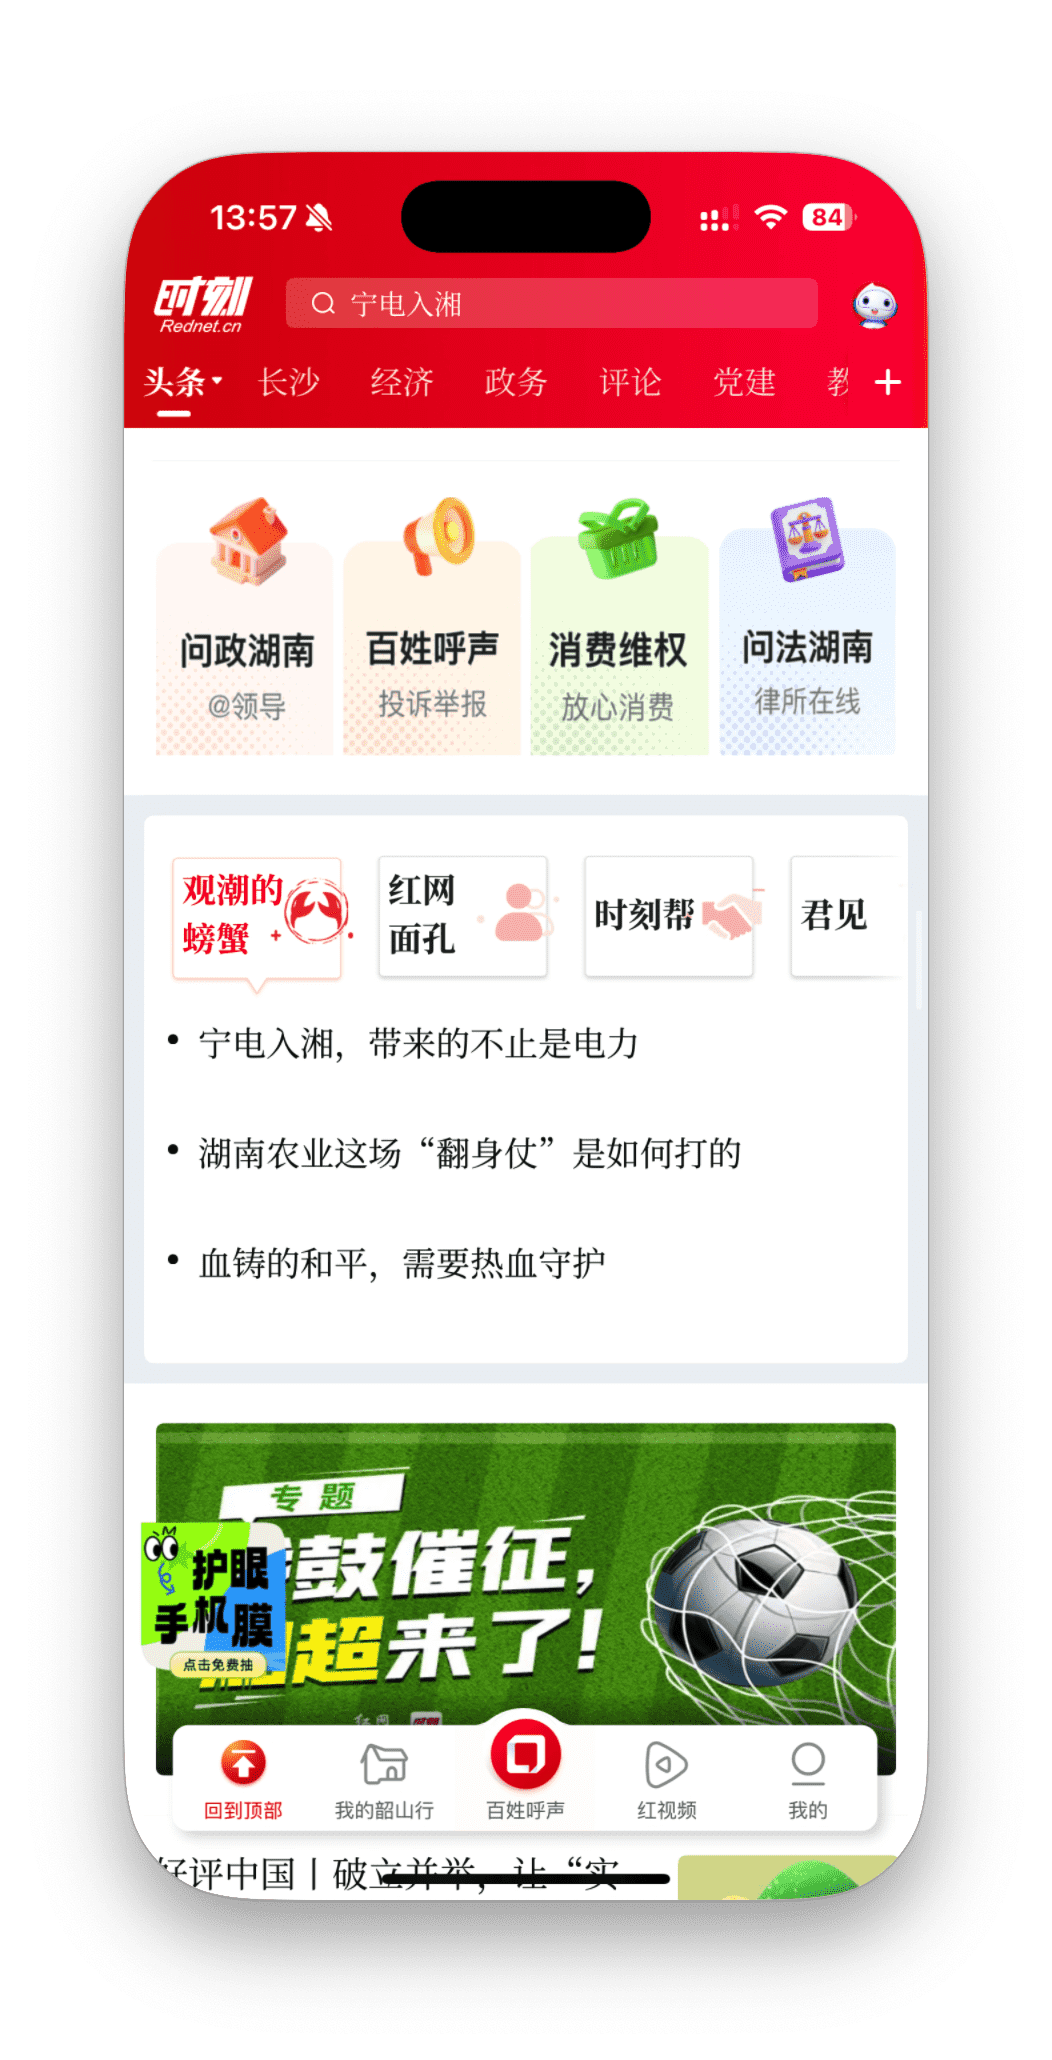 13:57
84
时刻
Rednet.cn
宁电入湘
头条 长沙 经济 政务 评论 党建
问政湖南
@领导
百姓呼声
投诉举报
消费维权
放心消费
问法湖南
律所在线
观潮的
螃蟹
红网
面孔
时刻帮
君见
• 宁电入湘，带来的不止是电力
• 湖南农业这场“翻身仗”是如何打的
• 血铸的和平，需要热血守护
专题
鼓催征，
超来了！
护眼
手机膜
点击免费抽
红网
回到顶部
我的韶山行
百姓呼声
红视频
我的
好评中国丨破立并举，让“实